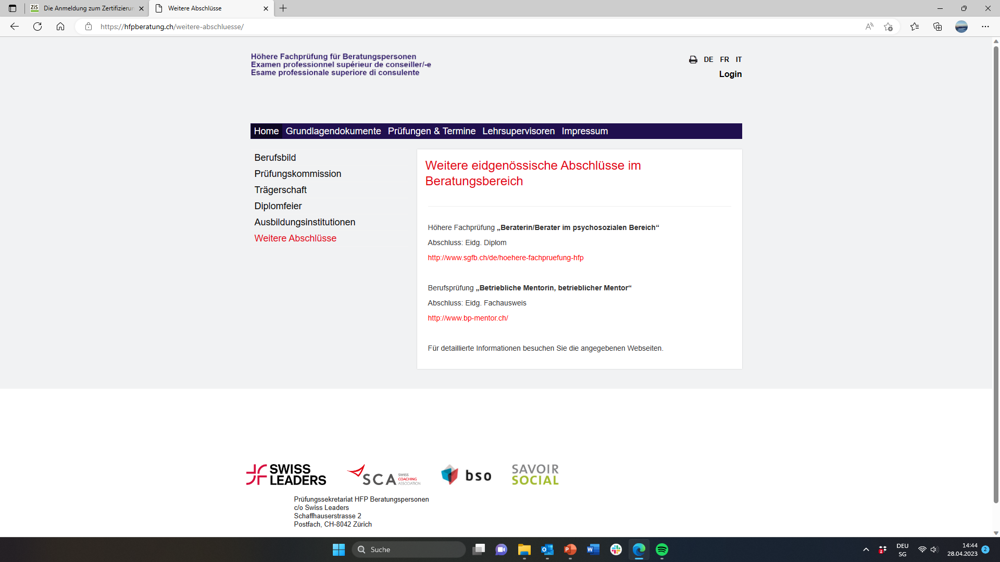 Die Anmeldung zum Zertifizierun
Weitere Abschlüsse
https://hfpberatung.ch/weitere-abschluesse/
Höhere Fachprüfung für Beratungspersonen
Examen professionnel supérieur de conseiller/-e
Esame professionale superiore di consulente
DE FR IT
Login
Home Grundlagendokumente Prüfungen & Termine Lehrsupervisoren Impressum
Berufsbild
Prüfungskommission
Trägerschaft
Diplomfeier
Ausbildungsinstitutionen
Weitere Abschlüsse
Weitere eidgenössische Abschlüsse im
Beratungsbereich
Höhere Fachprüfung „Beraterin/Berater im psychosozialen Bereich“
Abschluss: Eidg. Diplom
http://www.sgfb.ch/de/hoehere-fachpruefung-hfp
Berufsprüfung „Betriebliche Mentorin, betrieblicher Mentor“
Abschluss: Eidg. Fachausweis
http://www.bp-mentor.ch/
Für detaillierte Informationen besuchen Sie die angegebenen Webseiten.
SWISS
LEADERS
SCA SWISS
COACHING
ASSOCIATION
bso
SAVOIR
SOCIAL
Prüfungssekretariat HFP Beratungspersonen
c/o Swiss Leaders
Schaffhauserstrasse 2
Postfach, CH-8042 Zürich
Suche
DEU
SG
14:44
28.04.2023
2